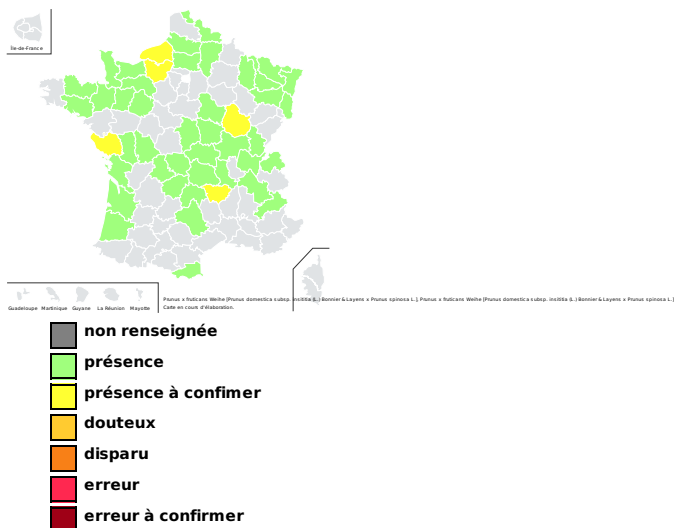 Île-de-France
Guadeloupe Martinique Guyane La Réunion Mayotte
Prunus x fruticans Weihe [Prunus domestica subsp. insititia (L.) Bonnier & Layens x Prunus spinosa L.], Prunus x fruticans Weihe [Prunus domestica subsp. insititia (L.) Bonnier & Layens x Prunus spinosa L.]
Carte en cours d'élaboration.
non renseignée
présence
présence à confimer
douteux
disparu
erreur
erreur à confirmer